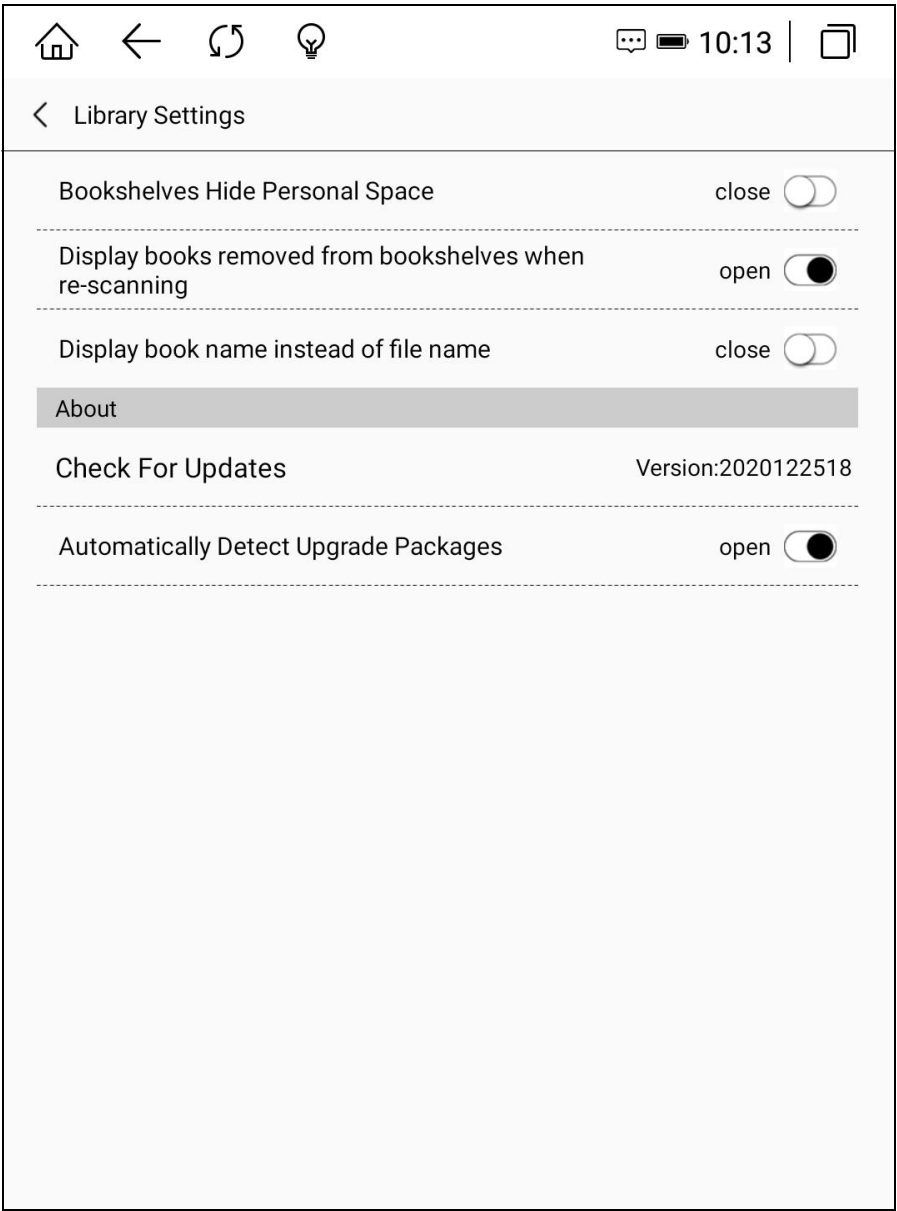 10:13
Library Settings
Bookshelves Hide Personal Space close
Display books removed from bookshelves when
re-scanning
open
Display book name instead of file name close
About
Check For Updates Version:2020122518
Automatically Detect Upgrade Packages open